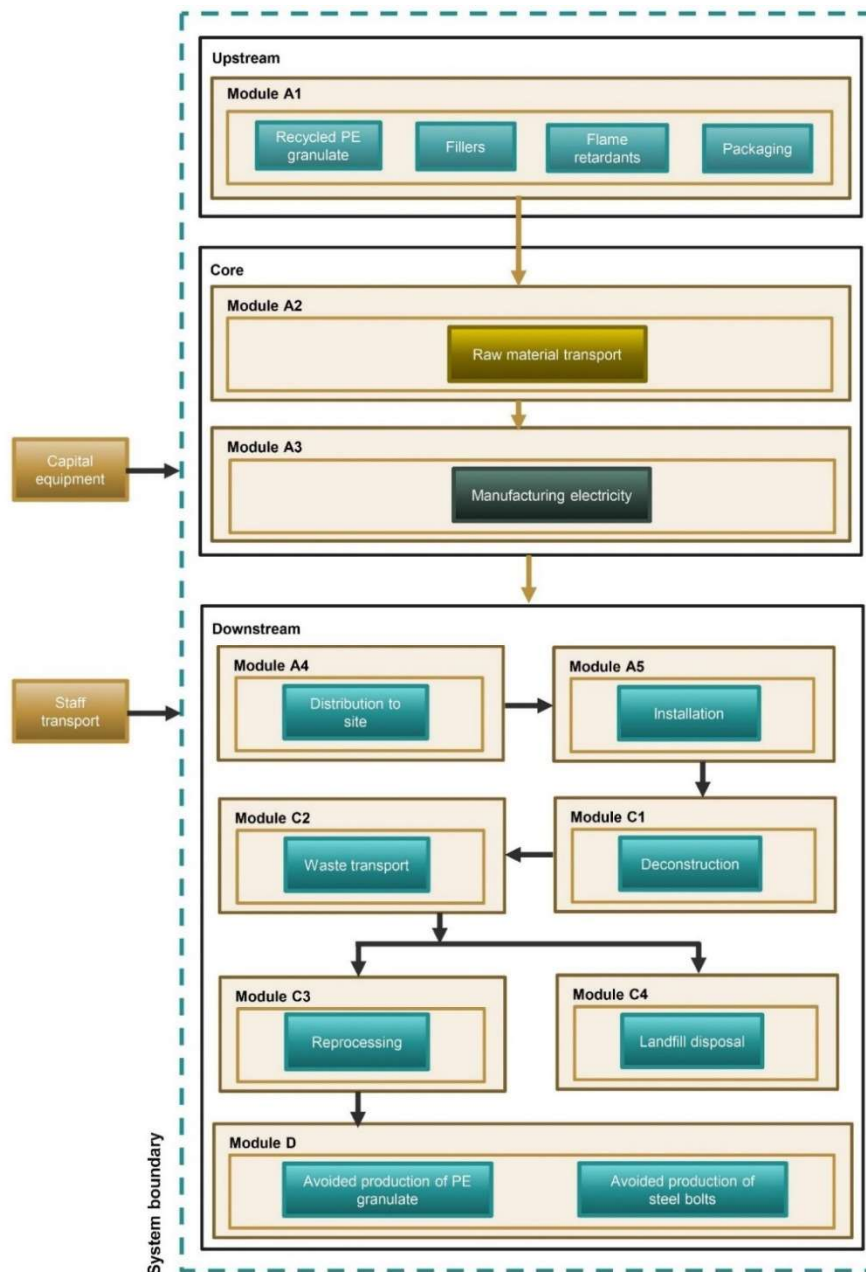 Upstream
Module A1
Recycled PE
granulate
Fillers
Flame
retardants
Packaging
Core
Module A2
Raw material transport
Capital
equipment
Module A3
Manufacturing electricity
Downstream
Staff
transport
Module A4
Distribution to
site
Module A5
Installation
Module C2
Waste transport
Module C1
Deconstruction
Module C3
Reprocessing
Module C4
Landfill disposal
Module D
Avoided production of PE
granulate
Avoided production of
steel bolts
System boundary